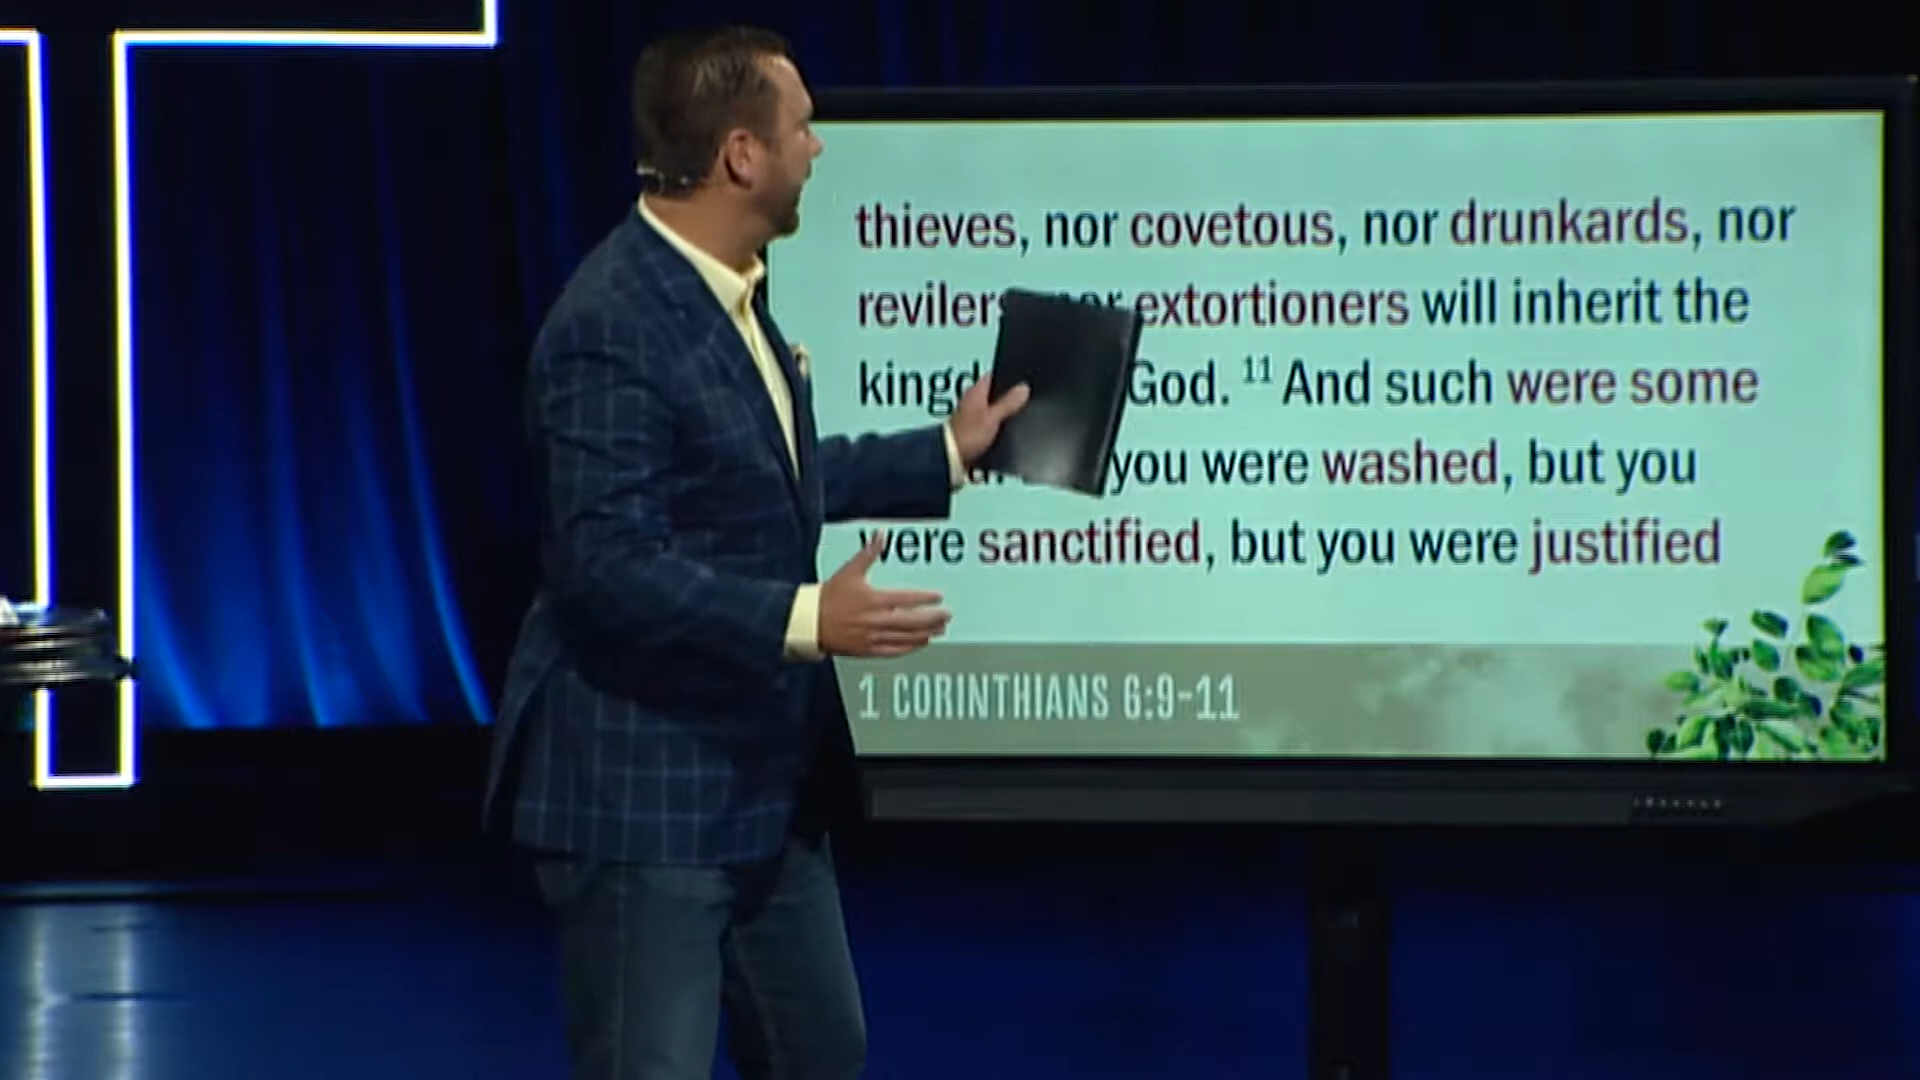 thieves, nor covetous, nor drunkards, nor
extortioners will inherit the
God. 11 And such were some
you were washed, but you
were sanctified, but you were justified
1 CORINTHIANS 6:9-11